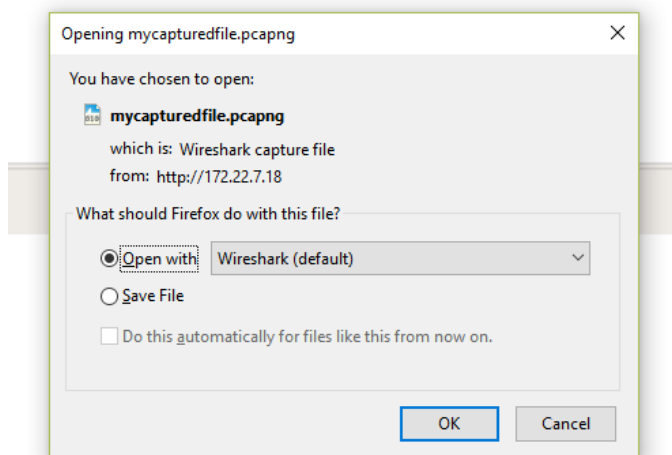 Opening mycapturedfile.pcapng
You have chosen to open:
mycapturedfile.pcapng
which is: Wireshark capture file
from: http://172.22.7.18
What should Firefox do with this file?
Open with Wireshark (default)
Save File
Do this automatically for files like this from now on.
OK Cancel